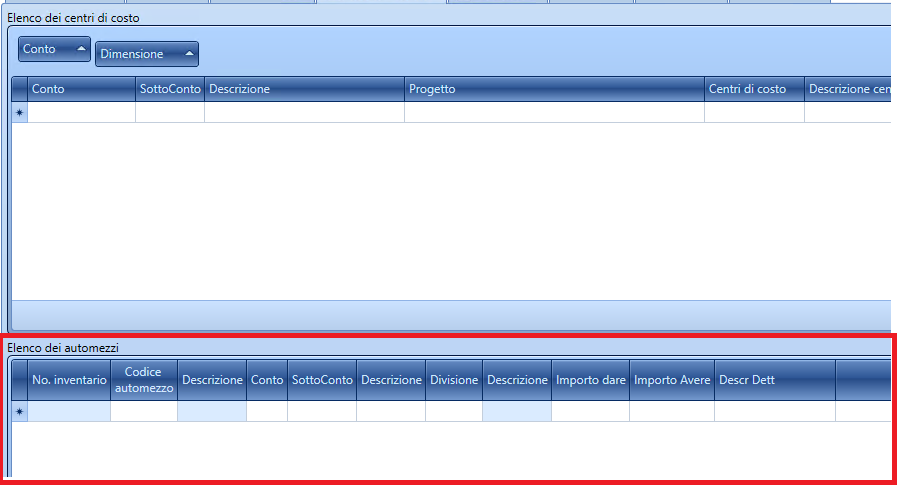 Elenco dei centri di costo
Conto
Dimensione
Conto SottoConto Descrizione Progetto Centri di costo Descrizione cen
Elenco dei automezzi
No. inventario Codice automezzo Descrizione Conto SottoConto Descrizione Divisione Descrizione Importo dare Importo Avere Descr Dett